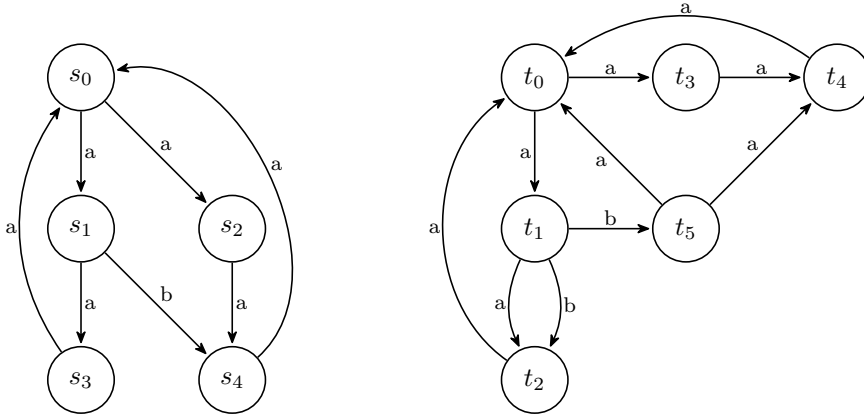 a
s0 t0 a t3 a t4
a a a a a a
s1 s2 t1 b t5
a a
a b a a b
s3 s4 t2